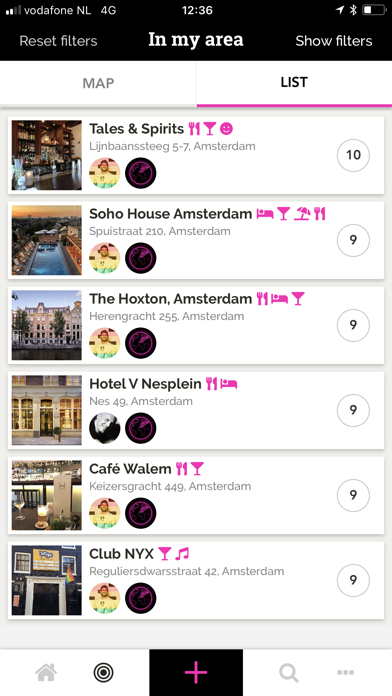 vodafone NL 4G 12:36
Reset filters In my area Show filters
MAP LIST
Tales & Spirits
Lijnbaanssteeg 5-7, Amsterdam
10
Soho House Amsterdam
Spuistraat 210, Amsterdam
9
The Hoxton, Amsterdam
Herengracht 255, Amsterdam
9
Hotel V Nesplein
Nes 49, Amsterdam
9
Café Walem
Keizersgracht 449, Amsterdam
9
Club NYX
Reguliersdwarsstraat 42, Amsterdam
9